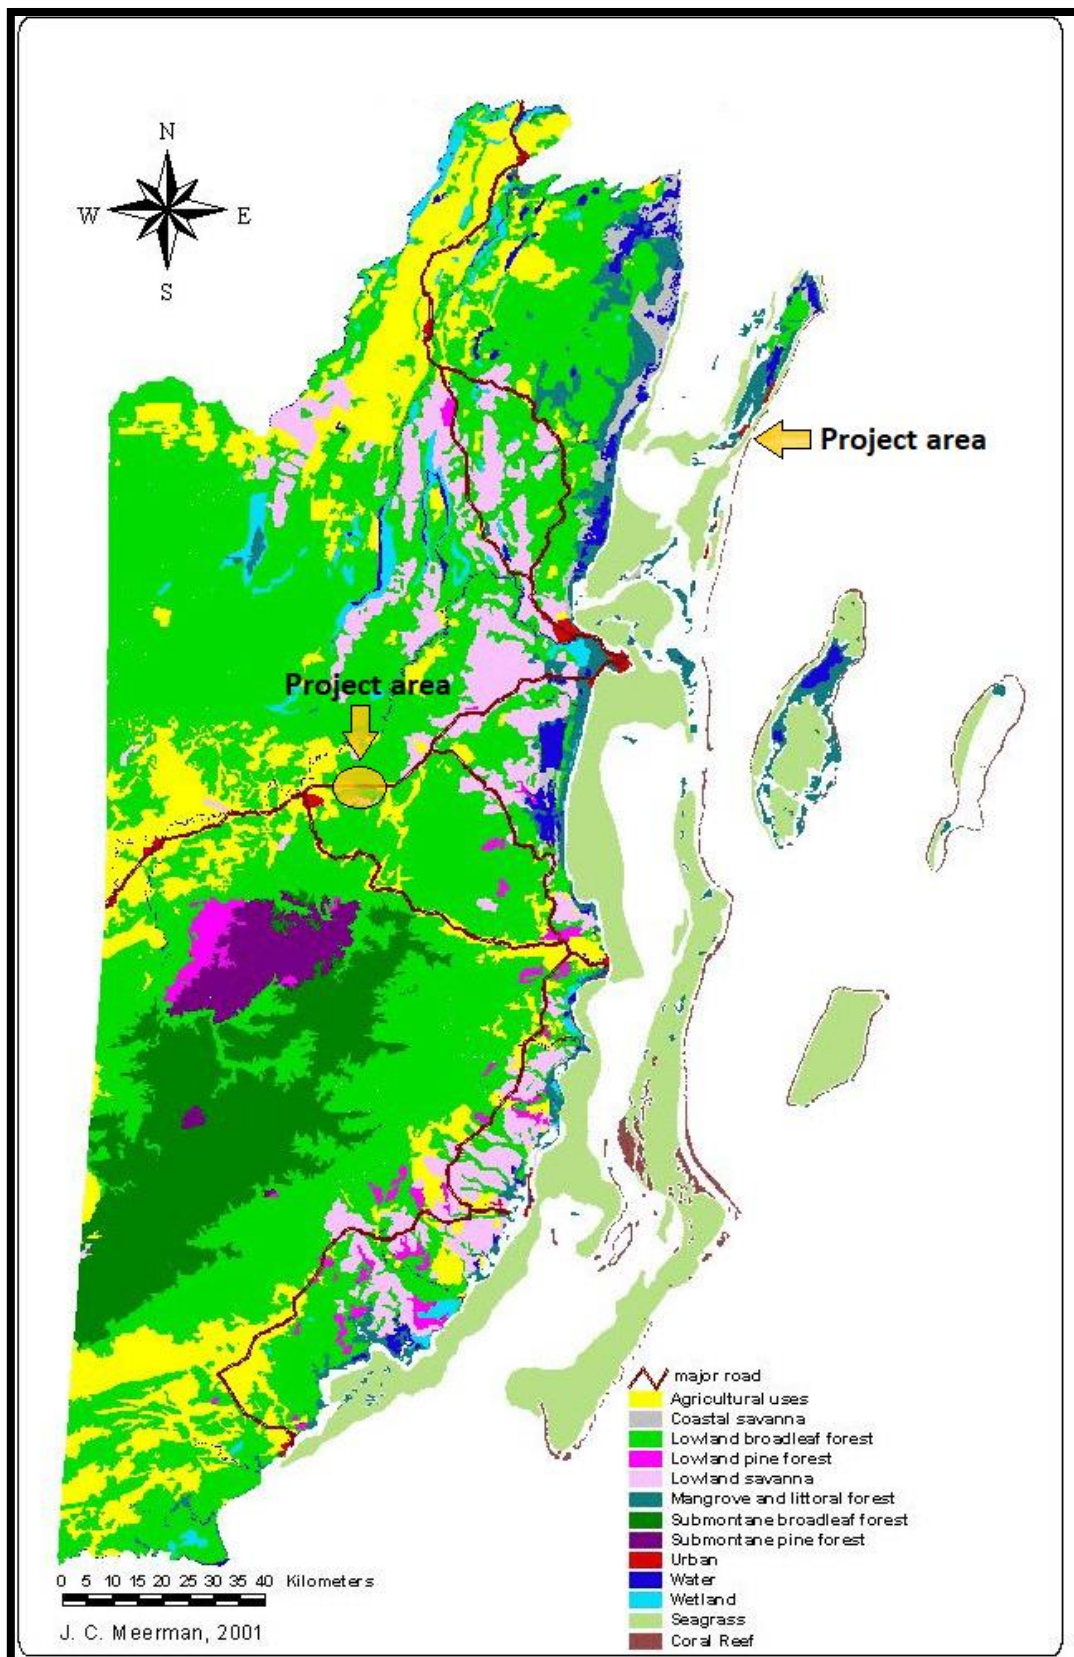 N
W E
S
Project area
Project area
major road
Agricultural uses
Coastal savanna
Lowland broadleaf forest
Lowland pine forest
Lowland savanna
Mangrove and littoral forest
Submontane broadleaf forest
Submontane pine forest
Urban
Water
Wetland
Seagrass
Coral Reef
0 5 10 15 20 25 30 35 40 Kilometers
J. C. Meerman, 2001